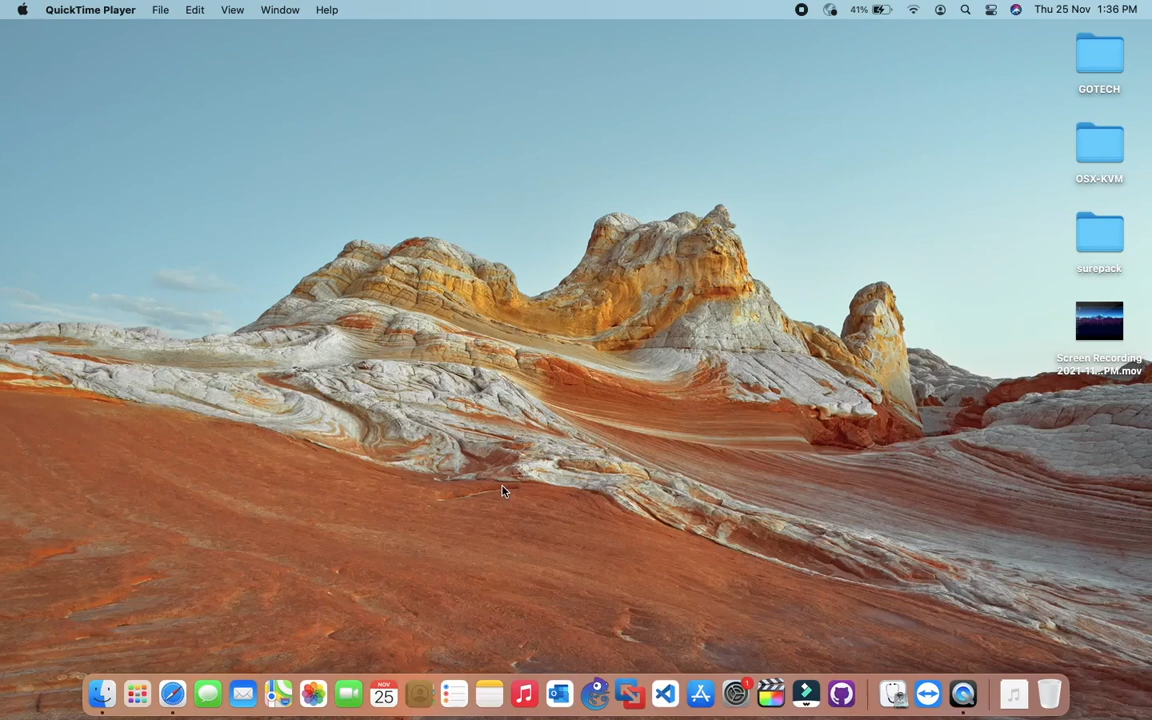 QuickTime Player File Edit View Window Help 41% Thu 25 Nov 1:36 PM
GOTECH
OSX-KVM
surepack
Screen Recording
2021-11...PM.mov
NOV
25
1